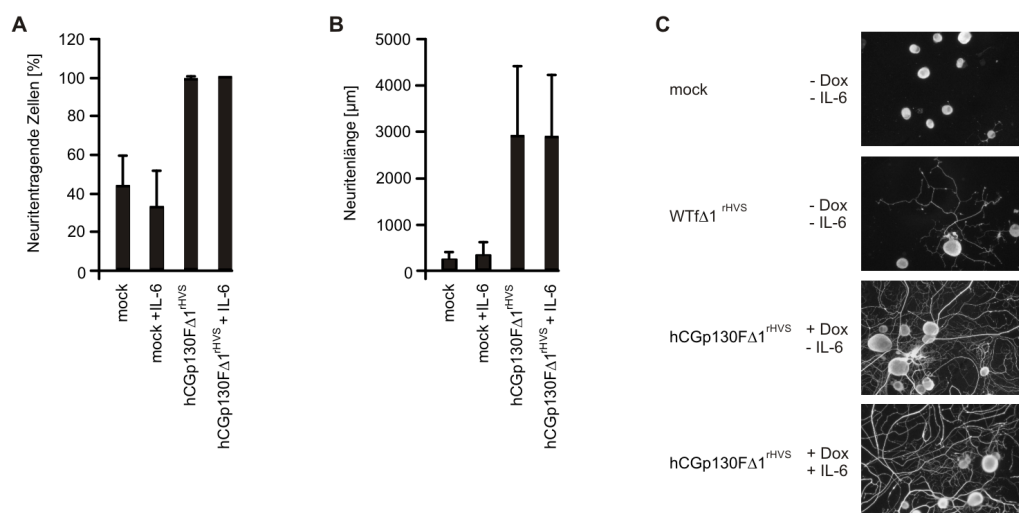 A
Neuritentragende Zellen [%]
120
100
80
60
40
20
0
mock
mock +IL-6
hCGp130FΔ1rHVS
hCGp130FΔ1rHVS + IL-6
B
Neuritenlänge [µm]
5000
4000
3000
2000
1000
0
mock
mock +IL-6
hCGp130FΔ1rHVS
hCGp130FΔ1rHVS + IL-6
C
mock
- Dox
- IL-6
WTfΔ1 rHVS
- Dox
- IL-6
hCGp130FΔ1rHVS
+ Dox
- IL-6
hCGp130FΔ1rHVS
+ Dox
+ IL-6